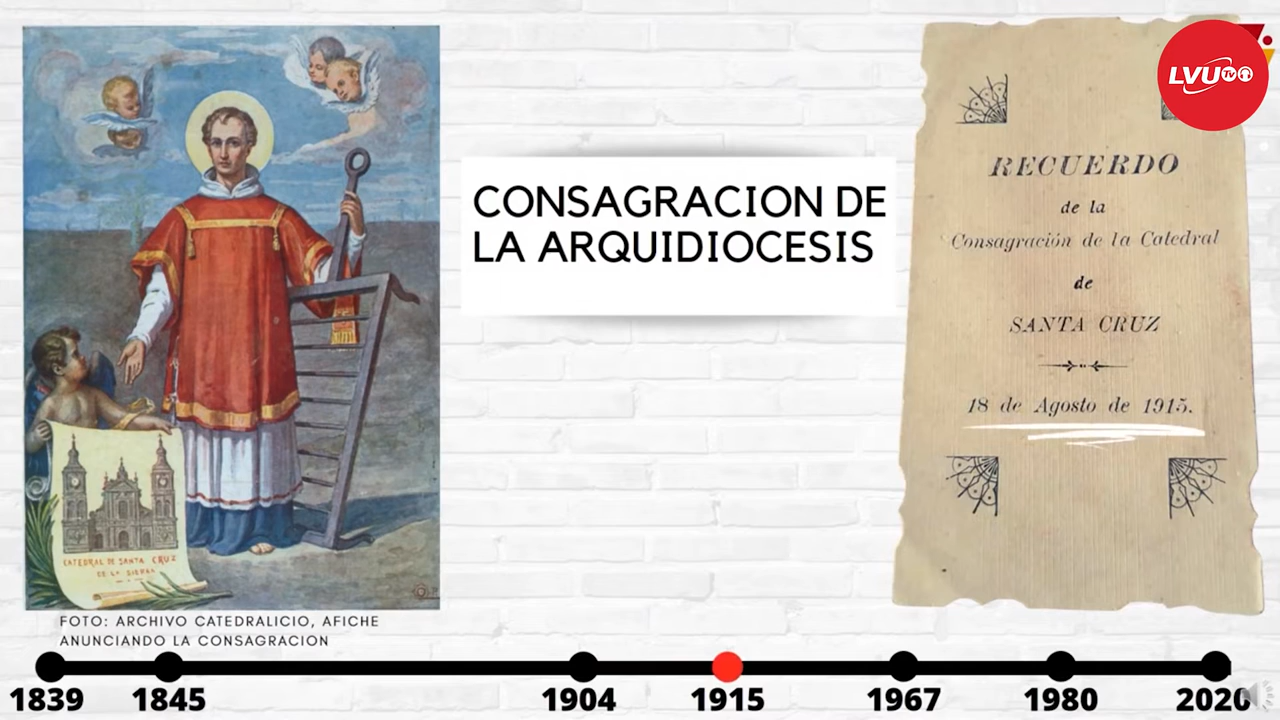 CONSAGRACION DE
LA ARQUIDIOCESIS
CATEDRAL DE SANTA CRUZ
DE LA SIERRA
FOTO: ARCHIVO CATEDRALICIO, AFICHE
ANUNCIANDO LA CONSAGRACION
LVU TV
RECUERDO
de la
Consagración de la Catedral
de
SANTA CRUZ
18 de Agosto de 1915.
1839 1845 1904 1915 1967 1980 2020